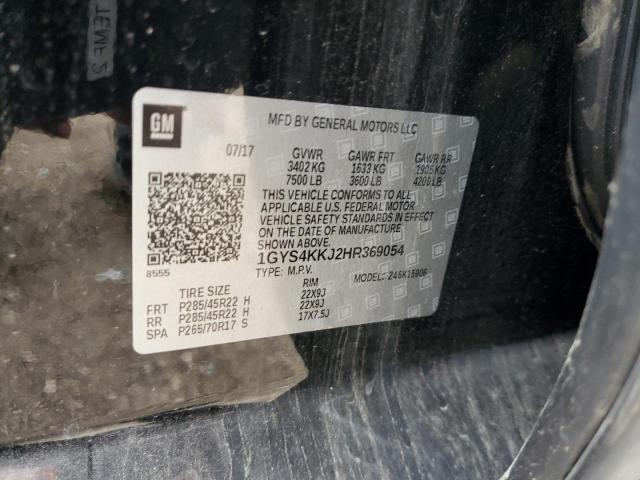 GM
MFD BY GENERAL MOTORS LLC
07/17 GVWR GAWR FRT GAWR RR
3402 KG 1633 KG 1905 KG
7500 LB 3600 LB 4200 LB
THIS VEHICLE CONFORMS TO ALL
APPLICABLE U.S. FEDERAL MOTOR
VEHICLE SAFETY STANDARDS IN EFFECT
ON THE DATE OF MANUFACTURE
SHOWN ABOVE.
1GYS4KKJ2HR369054
8555 TYPE: M.P.V. MODEL: 246K15906
TIRE SIZE RIM
FRT P285/45R22 H 22X9J
RR P285/45R22 H 22X9J
SPA P265/70R17 S 17X7.5J